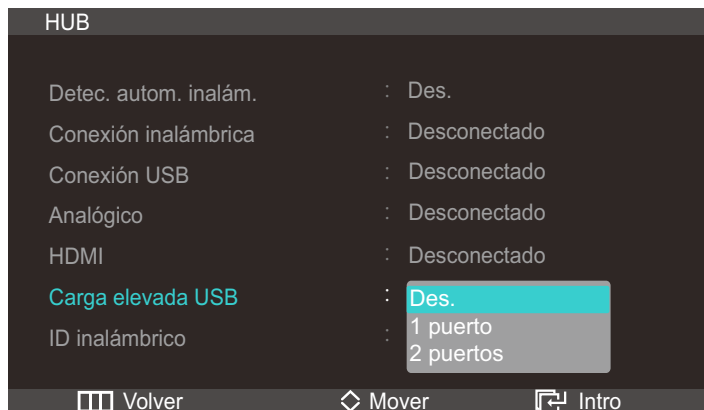 HUB
Detec. autom. inalám. : Des.
Conexión inalámbrica : Desconectado
Conexión USB : Desconectado
Analógico : Desconectado
HDMI : Desconectado
Carga elevada USB : Des.
1 puerto
ID inalámbrico :
2 puertos
Volver Mover Intro